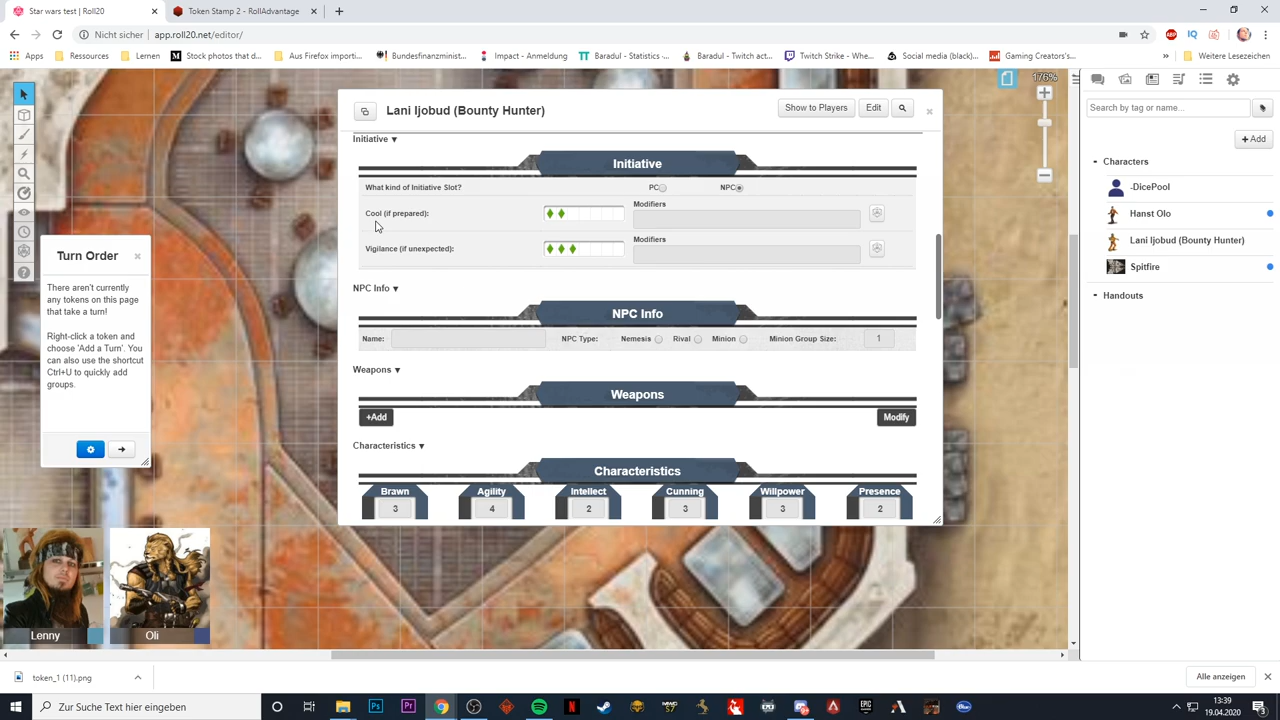 Star wars test | Roll20
Token Stamp 2 - RollAdvantage
Nicht sicher | app.roll20.net/editor/
Apps
Ressources
Lernen
Stock photos that d...
Aus Firefox importi...
Bundesfinanzminist...
Impact - Anmeldung
Baradul - Statistics -...
Baradul - Twitch act...
Twitch Strike - Whe...
Social media (black)...
Gaming Creators's...
Weitere Lesezeichen
176%
Lani Ijobud (Bounty Hunter)
Show to Players
Edit
Initiative
Initiative
What kind of Initiative Slot?
PC
NPC
Cool (if prepared):
Modifiers
Vigilance (if unexpected):
Modifiers
NPC Info
NPC Info
Name:
NPC Type:
Nemesis
Rival
Minion
Minion Group Size:
1
Weapons
Weapons
+Add
Modify
Characteristics
Characteristics
Brawn
Agility
Intellect
Cunning
Willpower
Presence
3
4
2
3
3
2
Turn Order
There aren't currently
any tokens on this page
that take a turn!
Right-click a token and
choose 'Add a Turn'. You
can also use the shortcut
Ctrl+U to quickly add
groups.
Lenny
Oli
Search by tag or name...
+ Add
Characters
-DicePool
Hanst Olo
Lani Ijobud (Bounty Hunter)
Spitfire
Handouts
token_1 (11).png
Alle anzeigen
Zur Suche Text hier eingeben
13:39
19.04.2020